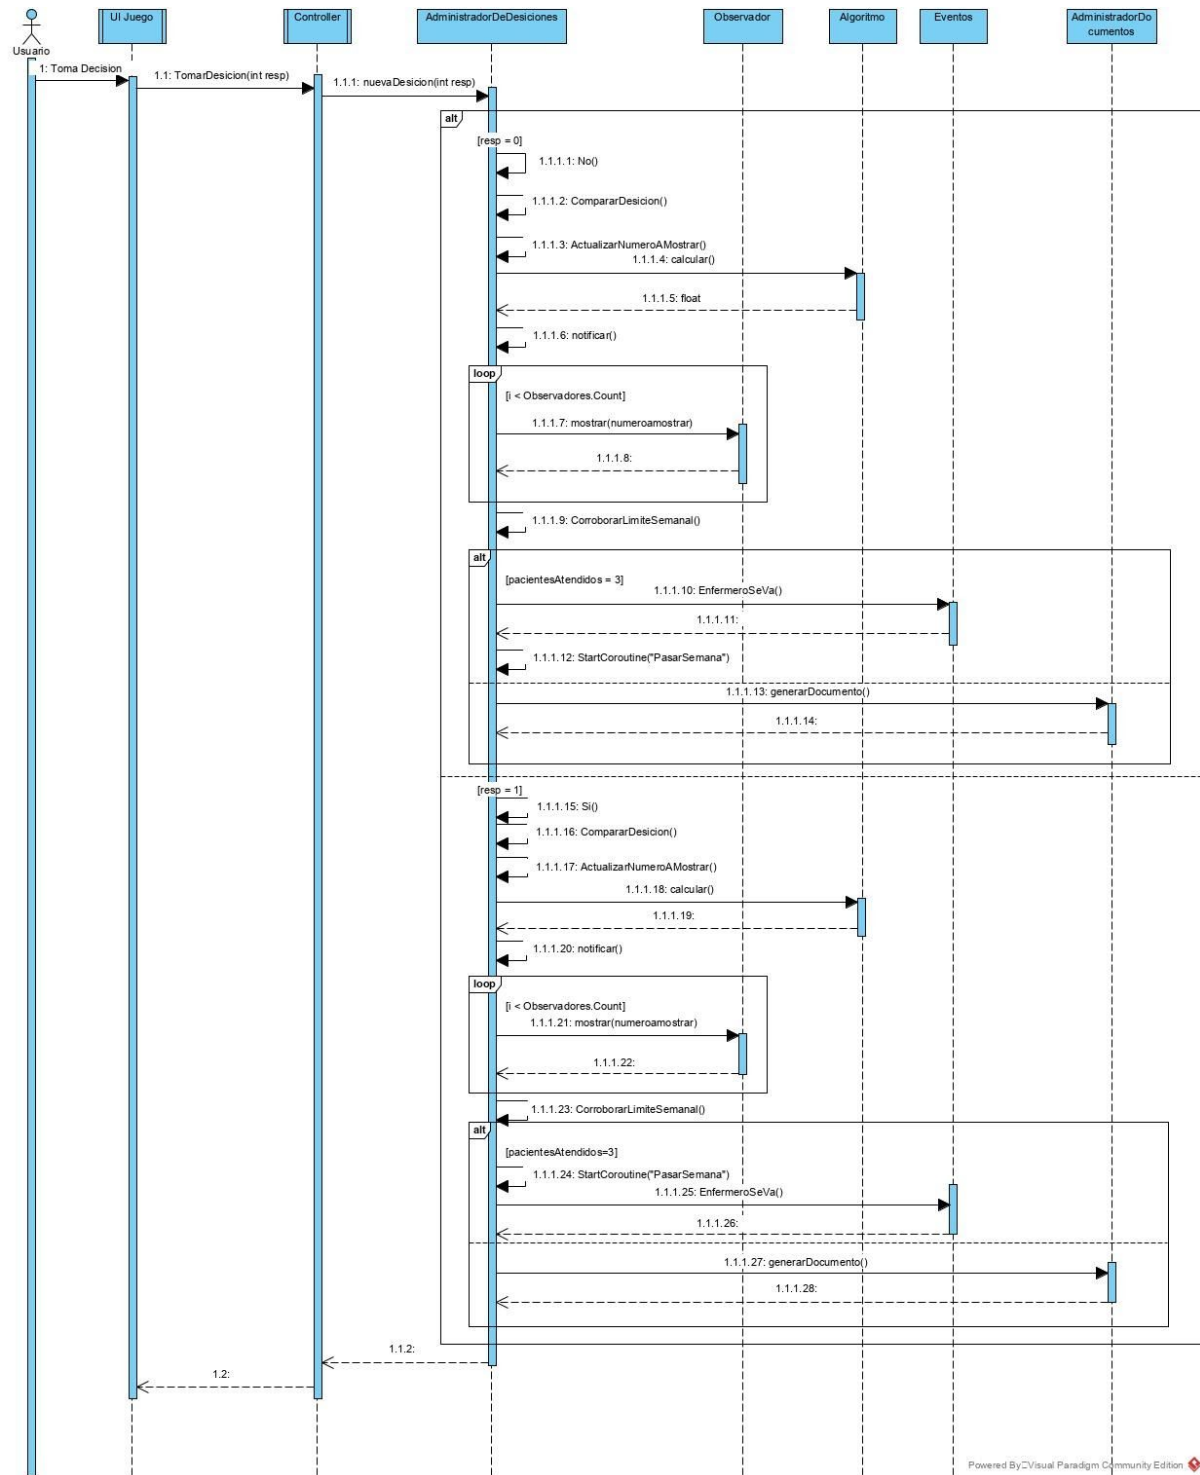 Usuario
UI Juego
Controller
AdministradorDeDesiciones
Observador
Algoritmo
Eventos
AdministradorDo
cumentos
1: Toma Decision
1.1: TomarDesicion(int resp)
1.1.1: nuevaDesicion(int resp)
alt
[resp = 0]
1.1.1.1: No()
1.1.1.2: CompararDesicion()
1.1.1.3: ActualizarNumeroAMostrar()
1.1.1.4: calcular()
1.1.1.5: float
1.1.1.6: notificar()
loop
[i < Observadores.Count]
1.1.1.7: mostrar(numeroamostrar)
1.1.1.8:
1.1.1.9: CorroborarLimiteSemanal()
alt
[pacientesAtendidos = 3]
1.1.1.10: EnfermeroSeVa()
1.1.1.11:
1.1.1.12: StartCoroutine("PasarSemana")
1.1.1.13: generarDocumento()
1.1.1.14:
[resp = 1]
1.1.1.15: Si()
1.1.1.16: CompararDesicion()
1.1.1.17: ActualizarNumeroAMostrar()
1.1.1.18: calcular()
1.1.1.19:
1.1.1.20: notificar()
loop
[i < Observadores.Count]
1.1.1.21: mostrar(numeroamostrar)
1.1.1.22:
1.1.1.23: CorroborarLimiteSemanal()
alt
[pacientesAtendidos=3]
1.1.1.24: StartCoroutine("PasarSemana")
1.1.1.25: EnfermeroSeVa()
1.1.1.26:
1.1.1.27: generarDocumento()
1.1.1.28:
1.1.2:
1.2:
Powered By Visual Paradigm Community Edition